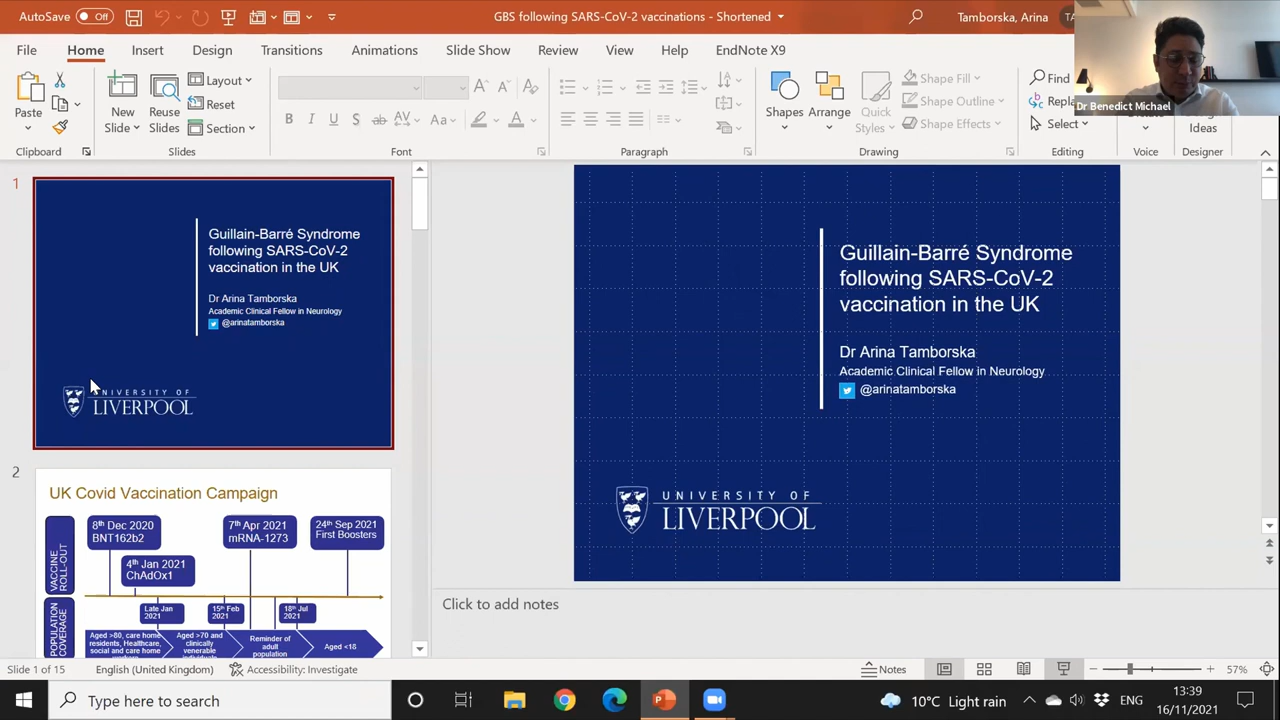 AutoSave Off
GBS following SARS-CoV-2 vaccinations - Shortened
Tamborska, Arina
File Home Insert Design Transitions Animations Slide Show Review View Help EndNote X9
Dr Benedict Michael
Paste
New Slide
Reuse Slides
Layout
Reset
Section
B I U S ab AV Aa A
Shapes
Arrange
Quick Styles
Shape Fill
Shape Outline
Shape Effects
Find
Select
Ideas
Clipboard Slides Font Paragraph Drawing Editing Voice Designer
1
Guillain-Barré Syndrome
following SARS-CoV-2
vaccination in the UK
Dr Arina Tamborska
Academic Clinical Fellow in Neurology
@arinatamborska
UNIVERSITY OF
LIVERPOOL
2
UK Covid Vaccination Campaign
VACCINE
ROLL-OUT
8th Dec 2020
BNT162b2
4th Jan 2021
ChAdOx1
7th Apr 2021
mRNA-1273
24th Sep 2021
First Boosters
POPULATION
COVERAGE
Late Jan
2021
15th Feb
2021
18th Jul
2021
Aged >80, care home
residents, Healthcare,
social and care home
Aged >70 and
clinically
venerable
Reminder of
adult
population
Aged <18
Guillain-Barré Syndrome
following SARS-CoV-2
vaccination in the UK
Dr Arina Tamborska
Academic Clinical Fellow in Neurology
@arinatamborska
UNIVERSITY OF
LIVERPOOL
Click to add notes
Slide 1 of 15 English (United Kingdom) Accessibility: Investigate Notes 57%
Type here to search
10°C Light rain
ENG
13:39
16/11/2021